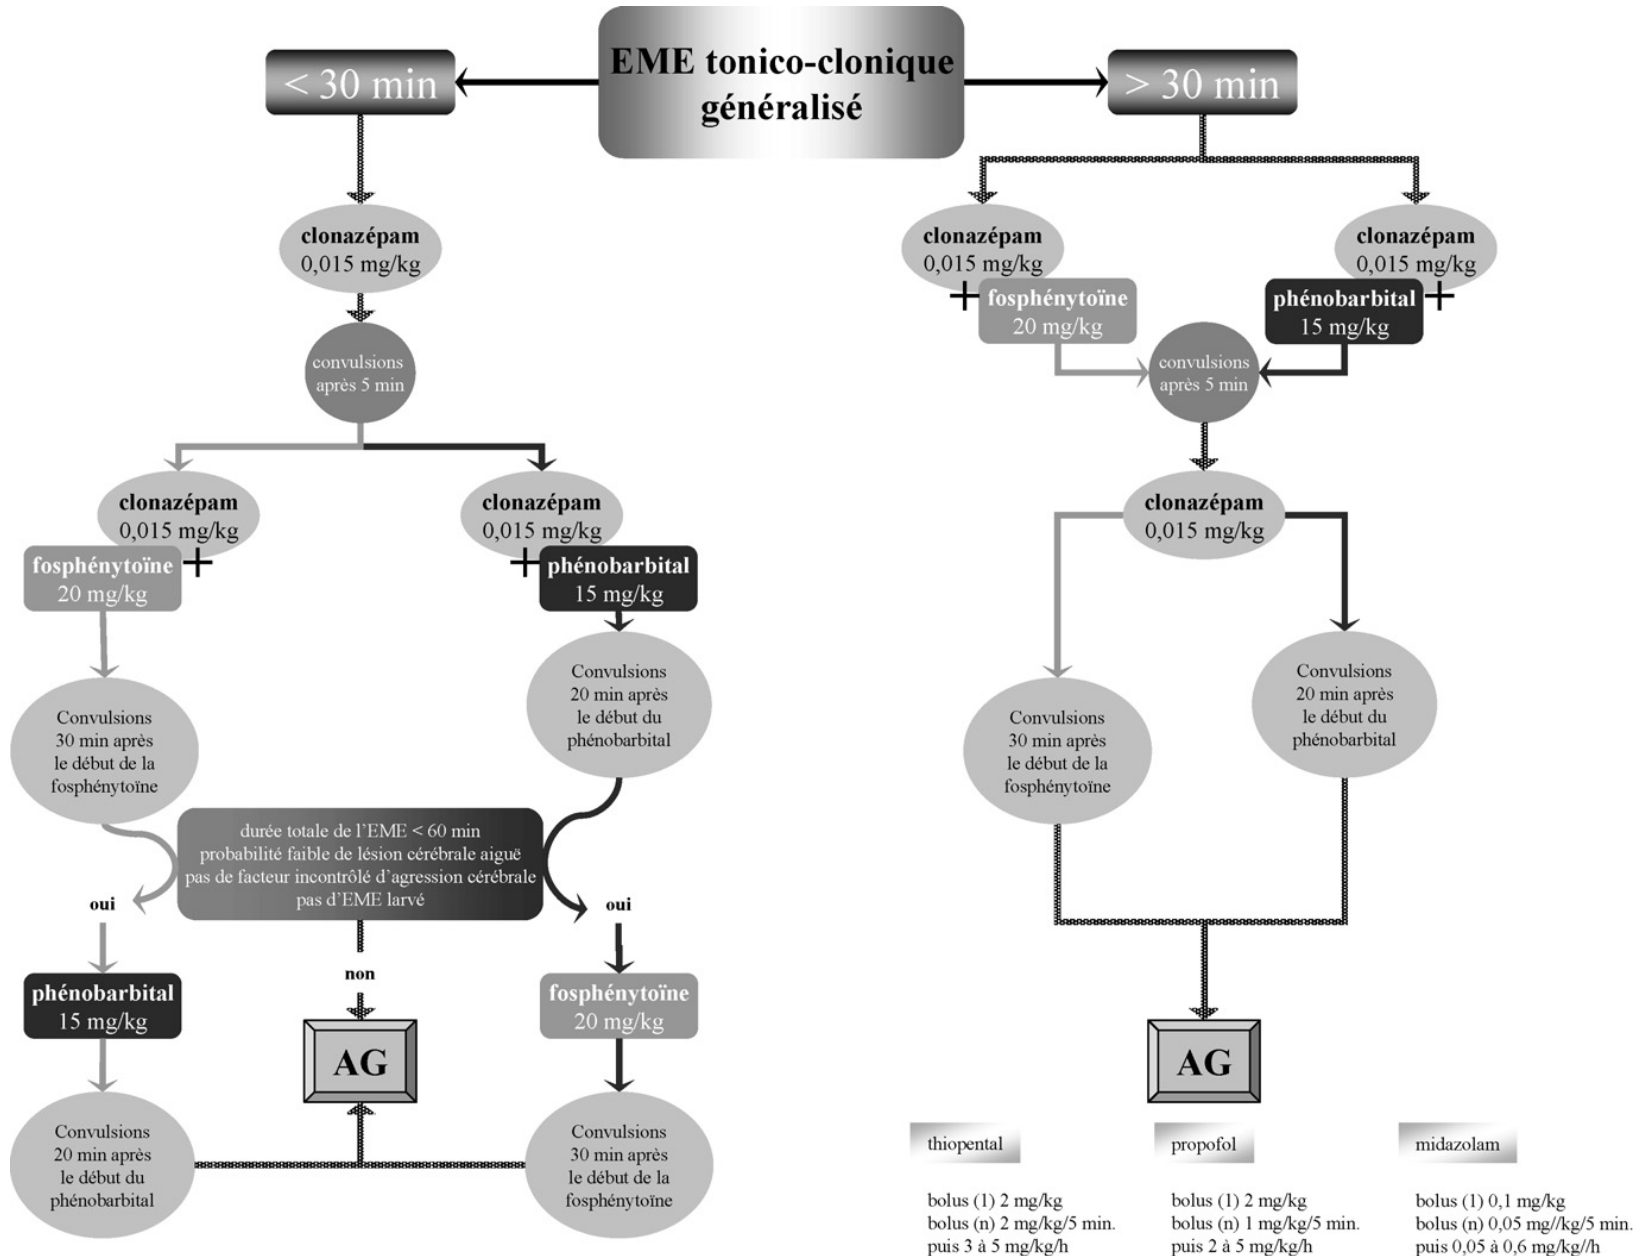 EME tonico-clonique
généralisé
< 30 min
> 30 min
clonazépam
0,015 mg/kg
convulsions
après 5 min
clonazépam
0,015 mg/kg
+
fosphénytoïne
20 mg/kg
clonazépam
0,015 mg/kg
+
phénobarbital
15 mg/kg
Convulsions
30 min après
le début de la
fosphénytoïne
Convulsions
20 min après
le début du
phénobarbital
durée totale de l'EME < 60 min
probabilité faible de lésion cérébrale aiguë
pas de facteur incontrôlé d'agression cérébrale
pas d'EME larvé
oui
non
oui
phénobarbital
15 mg/kg
AG
fosphénytoïne
20 mg/kg
Convulsions
20 min après
le début du
phénobarbital
Convulsions
30 min après
le début de la
fosphénytoïne
clonazépam
0,015 mg/kg
+
fosphénytoïne
20 mg/kg
clonazépam
0,015 mg/kg
+
phénobarbital
15 mg/kg
convulsions
après 5 min
clonazépam
0,015 mg/kg
Convulsions
30 min après
le début de la
fosphénytoïne
Convulsions
20 min après
le début du
phénobarbital
AG
thiopental
bolus (1) 2 mg/kg
bolus (n) 2 mg/kg/5 min.
puis 3 à 5 mg/kg/h
propofol
bolus (1) 2 mg/kg
bolus (n) 1 mg/kg/5 min.
puis 2 à 5 mg/kg/h
midazolam
bolus (1) 0,1 mg/kg
bolus (n) 0,05 mg//kg/5 min.
puis 0,05 à 0,6 mg/kg//h